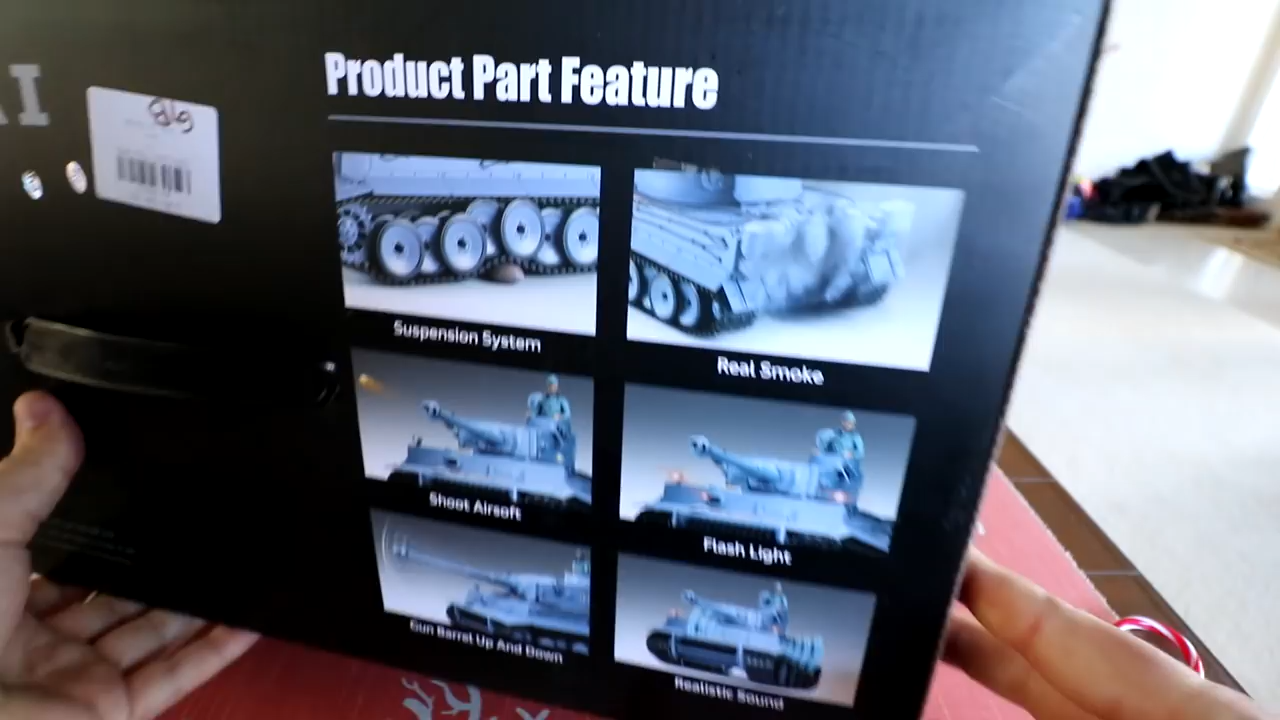 Product Part Feature
Suspension System
Real Smoke
Shoot Airsoft
Flash Light
Gun Barrel Up And Down
Realistic Sound